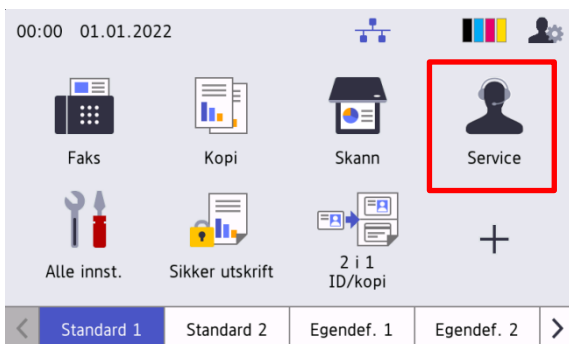 00:00 01.01.2022
Faks
Kopi
Skann
Service
Alle innst.
Sikker utskrift
2 i 1
ID/kopi
Standard 1
Standard 2
Egendef. 1
Egendef. 2